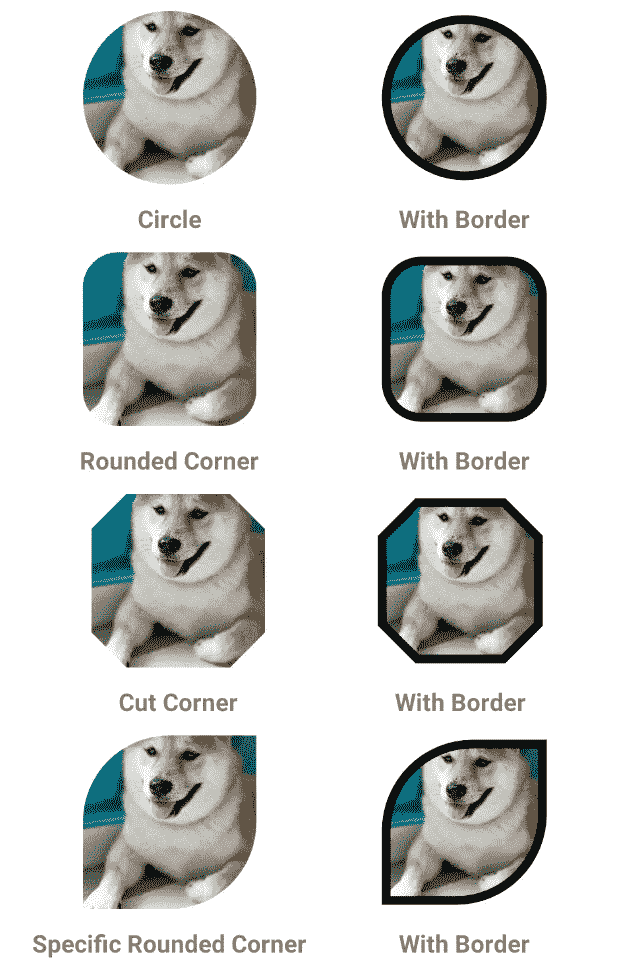 Circle
With Border
Rounded Corner
With Border
Cut Corner
With Border
Specific Rounded Corner
With Border